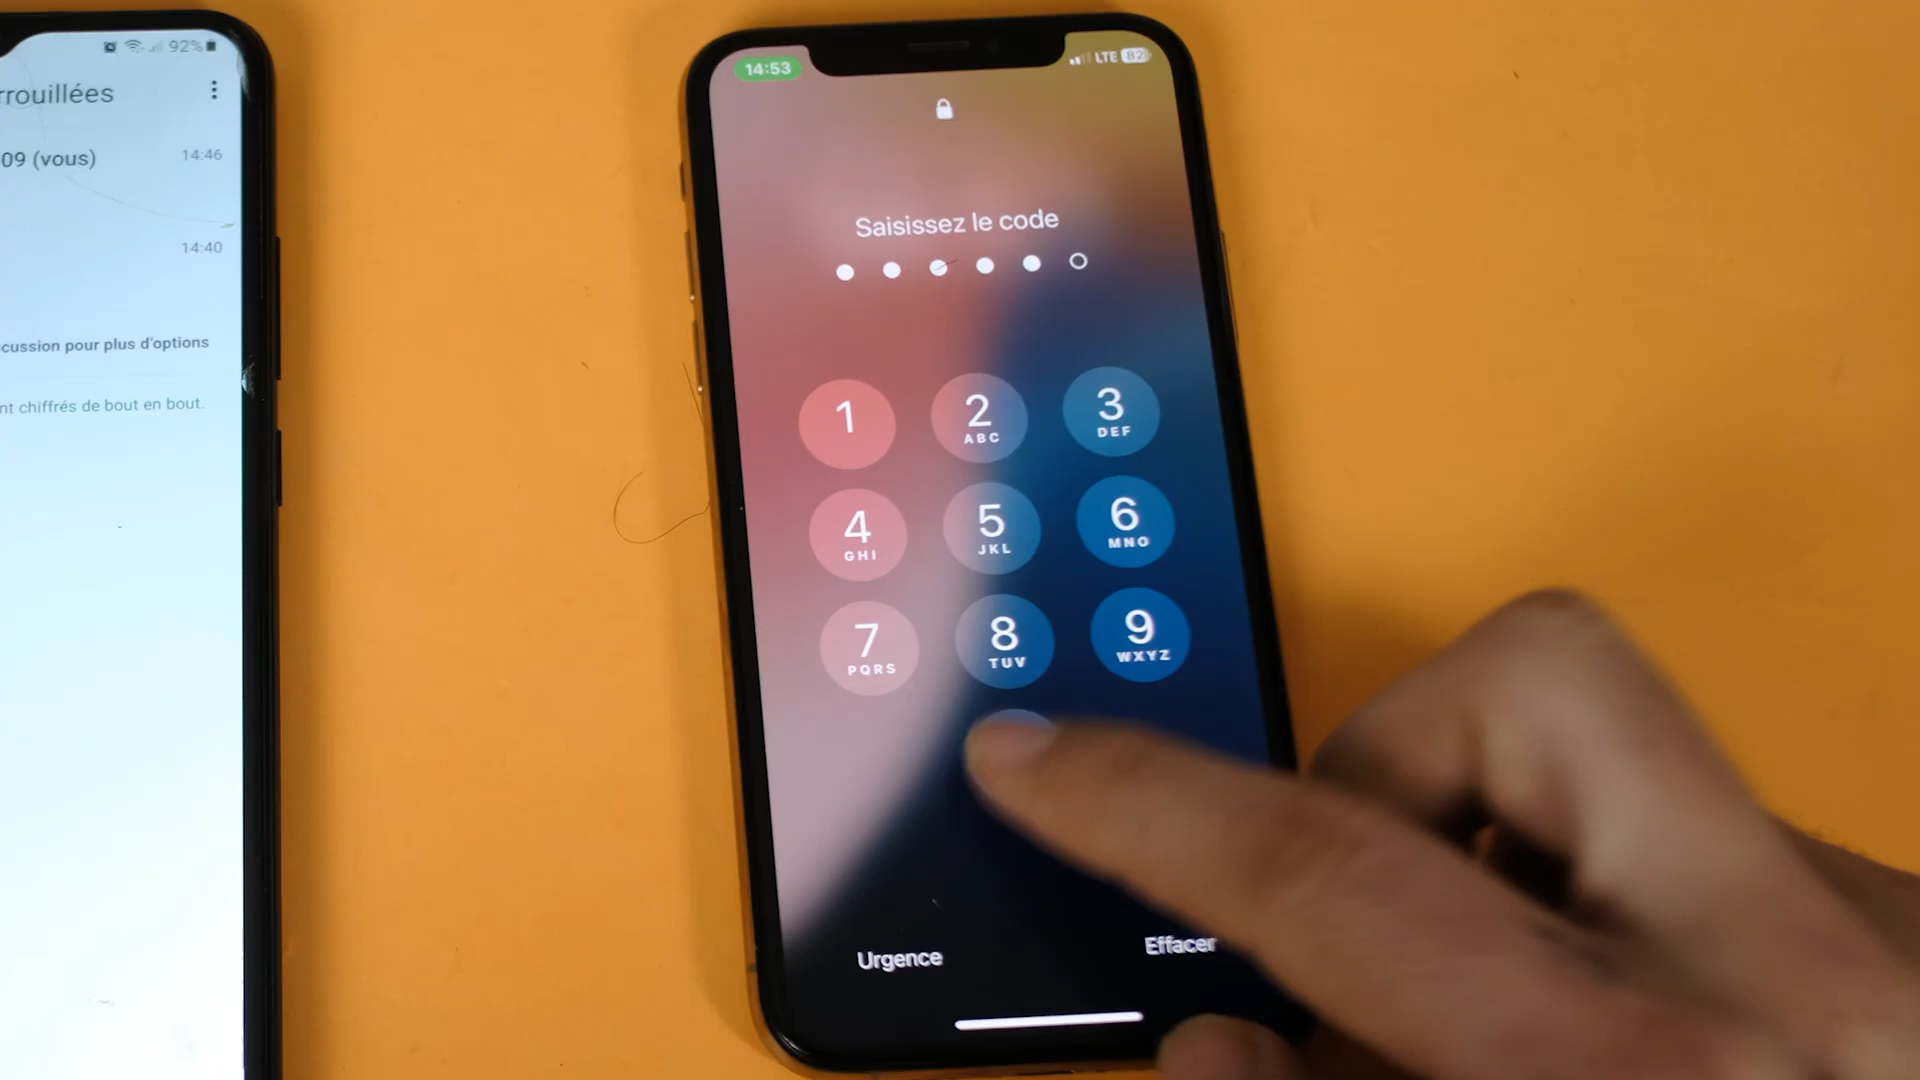 92%
rrouillées
09 (vous)
14:46
14:40
cussion pour plus d'options
nt chiffrés de bout en bout.
14:53
LTE 82
Saisissez le code
1
2
ABC
3
DEF
4
GHI
5
JKL
6
MNO
7
PQRS
8
TUV
9
WXYZ
Urgence
Effacer